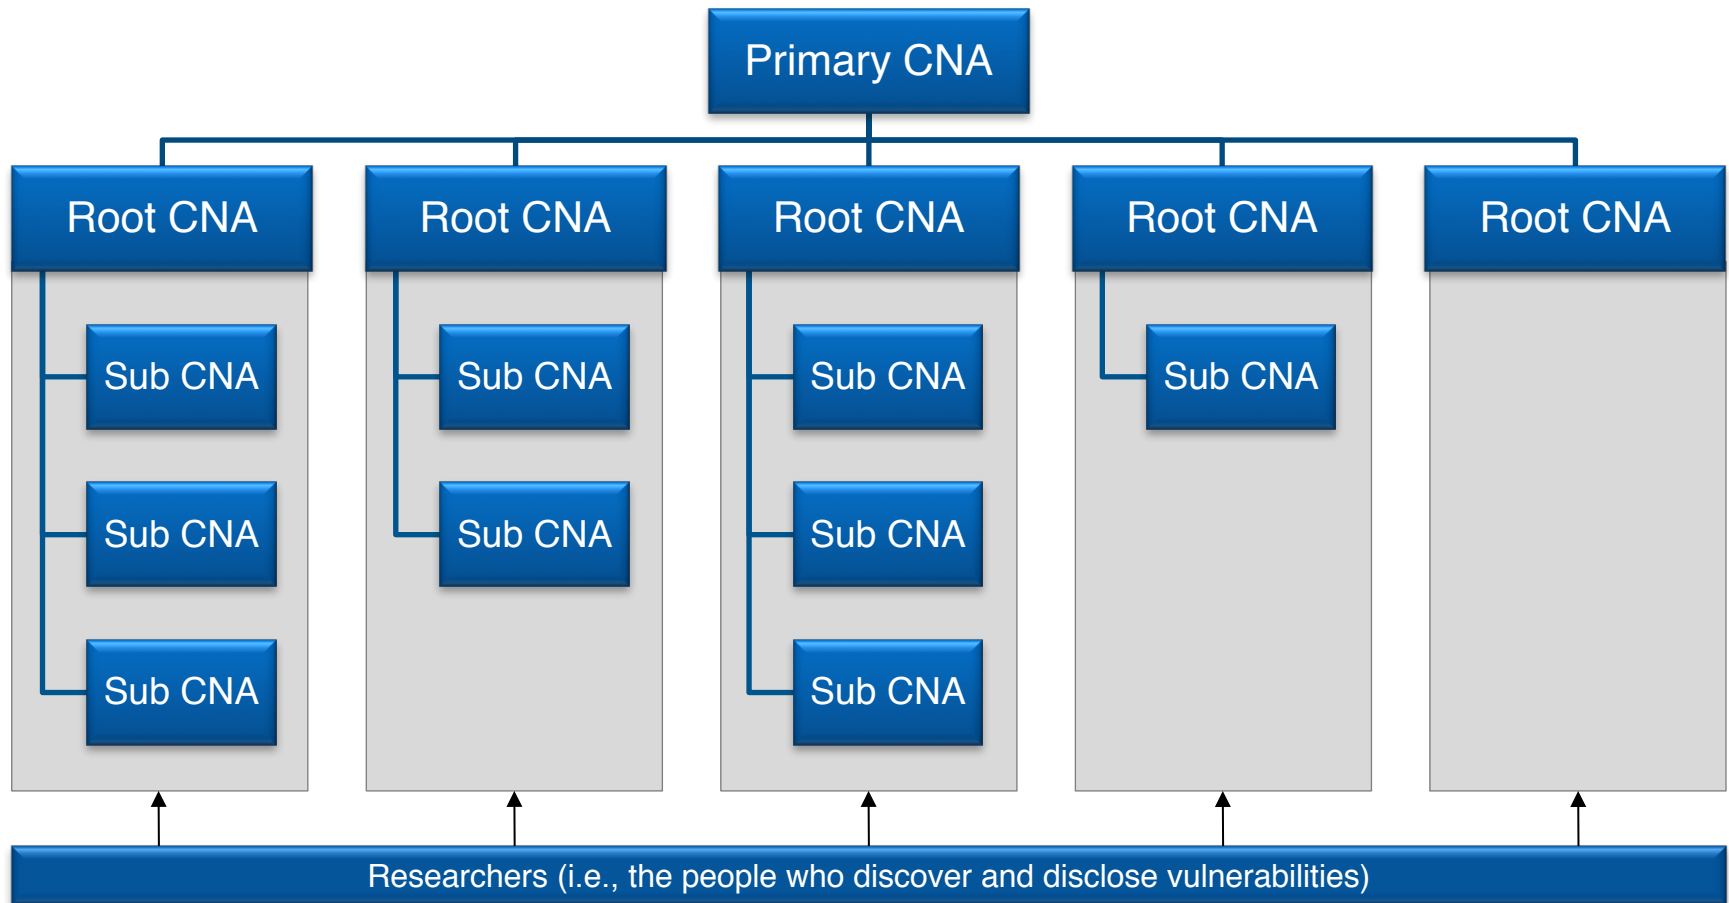 Primary CNA
Root CNA
Root CNA
Root CNA
Root CNA
Root CNA
Sub CNA
Sub CNA
Sub CNA
Sub CNA
Sub CNA
Sub CNA
Sub CNA
Sub CNA
Sub CNA
Researchers (i.e., the people who discover and disclose vulnerabilities)